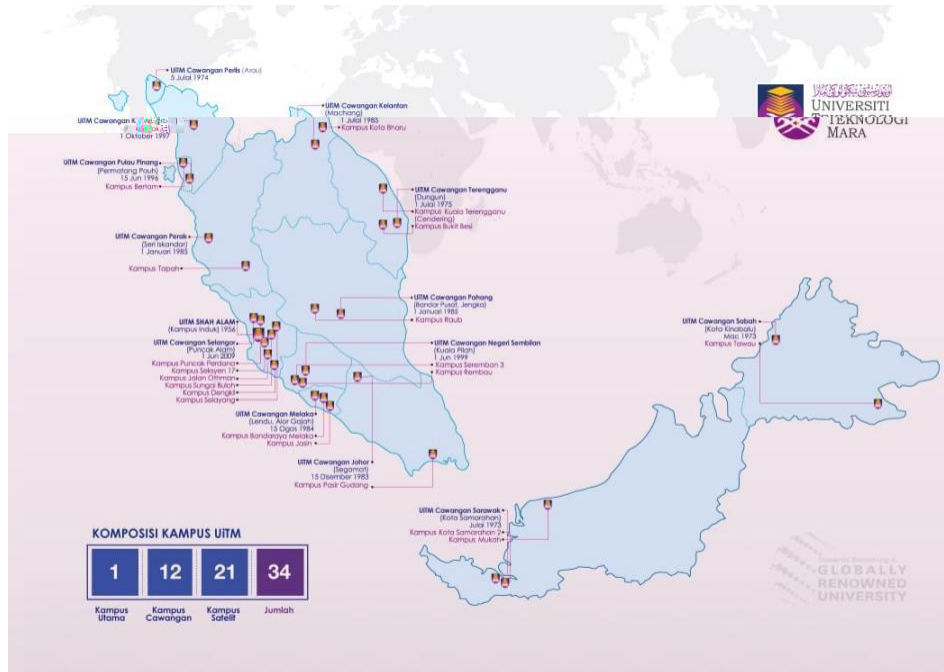 UiTM Cawangan Perlis (Arau)
5 Julai 1974
UiTM Cawangan Kelantan
(Machang)
1 Julai 1985
Kampus Kota Bharu
UiTM Cawangan
1 Oktober 1997
UiTM Cawangan Pulau Pinang
(Permatang Pauh)
15 Jun 1996
Kampus Bertam
UiTM Cawangan Terengganu
(Dungun)
1 Julai 1975
Kampus Kuala Terengganu
(Cendering)
Kampus Bukit Besi
UiTM Cawangan Perak
(Seri Iskandar)
1 Januari 1985
Kampus Tapah
UiTM Cawangan Pahang
(Bandar Pusat, Jengka)
1 Januari 1985
Kampus Raub
UiTM SHAH ALAM
(Kampus Induk) 1956
UiTM Cawangan Selangor
(Puncak Alam)
1 Jun 2009
Kampus Puncak Perdana
Kampus Seksyen 17
Kampus Jalan Othman
Kampus Sungai Buloh
Kampus Dengkil
Kampus Selayang
UiTM Cawangan Negeri Sembilan
(Kuala Pilah)
1 Jun 1999
Kampus Seremban 3
Kampus Rembau
UiTM Cawangan Melaka
(Lendu, Alor Gajah)
13 Ogos 1984
Kampus Bandaraya Melaka
Kampus Jasin
UiTM Cawangan Johor
(Segamat)
15 Disember 1983
Kampus Pasir Gudang
UiTM Cawangan Sabah
(Kota Kinabalu)
Mac 1973
Kampus Tawau
UiTM Cawangan Sarawak
(Kota Samarahan)
Julai 1973
Kampus Kota Samarahan 2
Kampus Mukah
UNIVERSITI
TEKNOLOGI
MARA
KOMPOSISI KAMPUS UiTM
1 12 21 34
Kampus Utama
Kampus Cawangan
Kampus Satelit
Jumlah
GLOBALLY
RENOWNED
UNIVERSITY